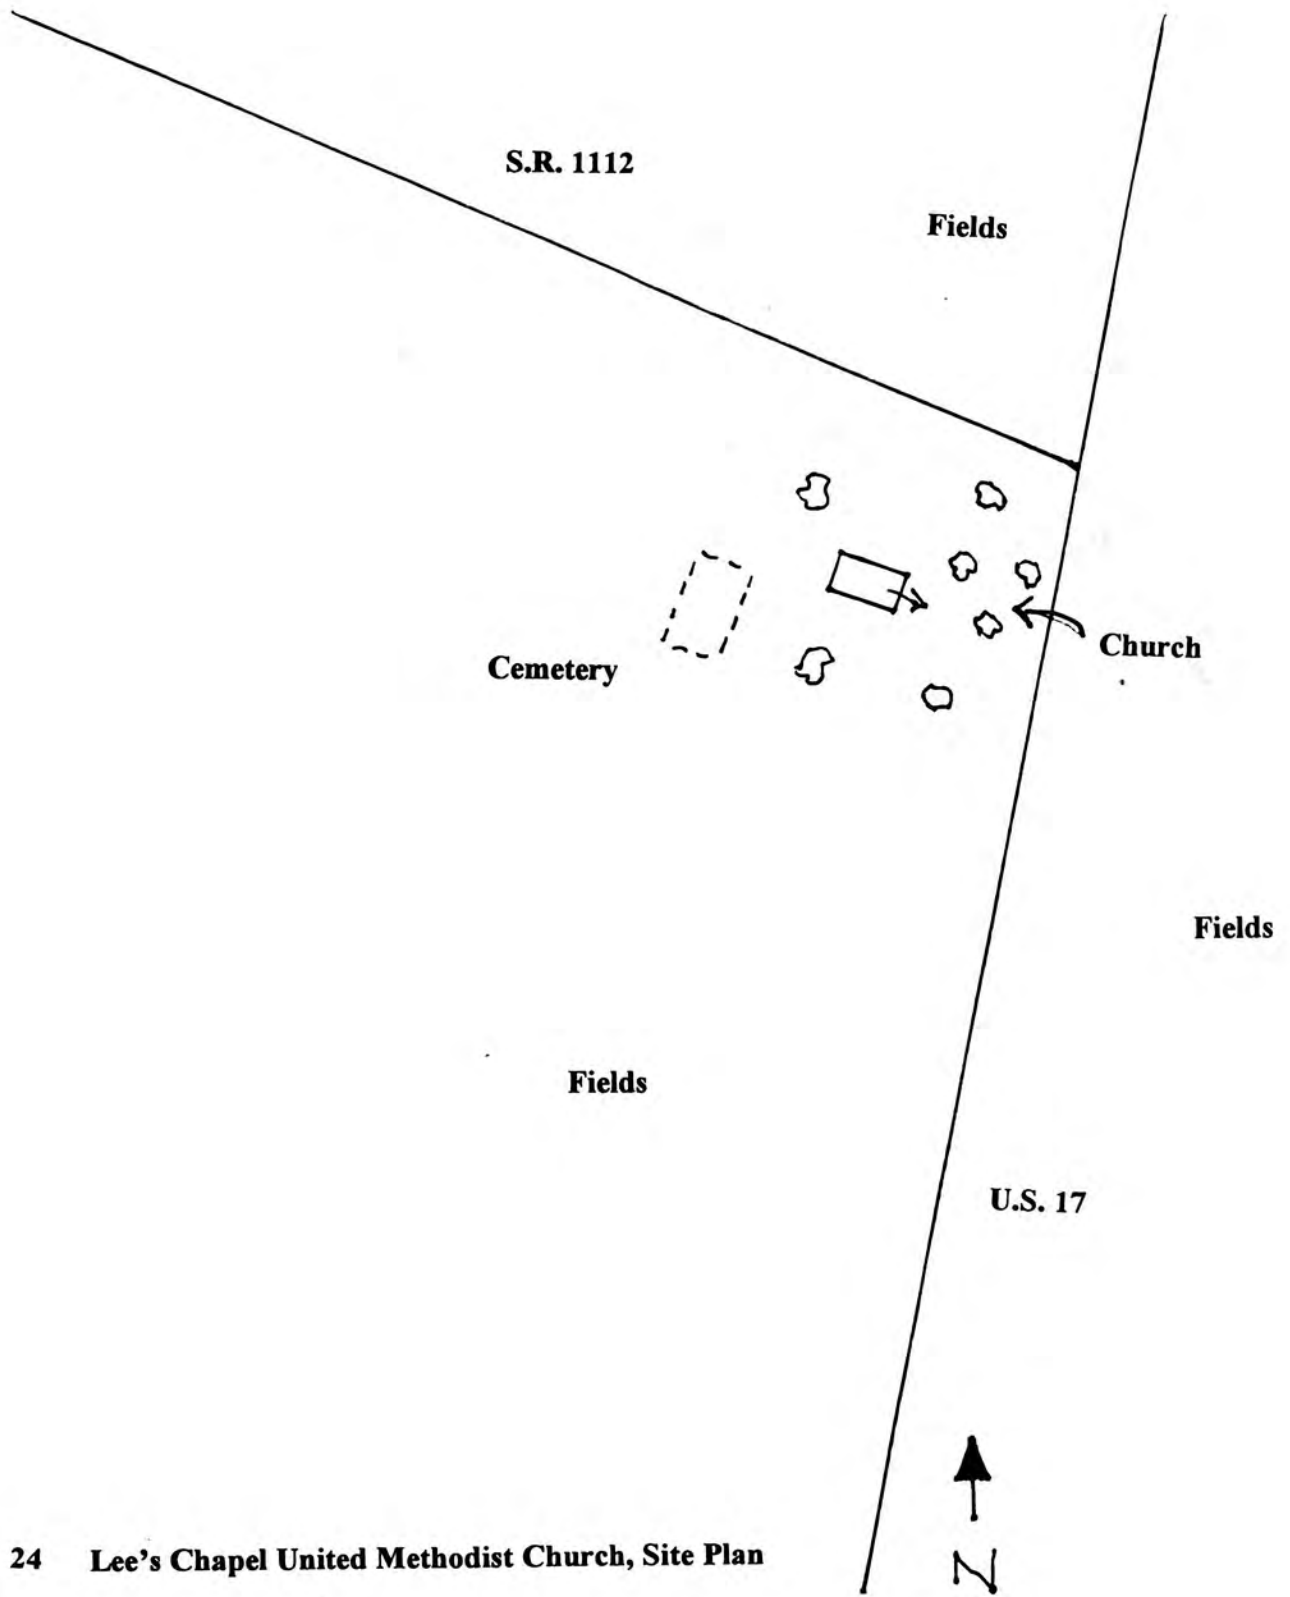 S.R. 1112
Fields
Church
Cemetery
Fields
Fields
U.S. 17
N
24 Lee's Chapel United Methodist Church, Site Plan